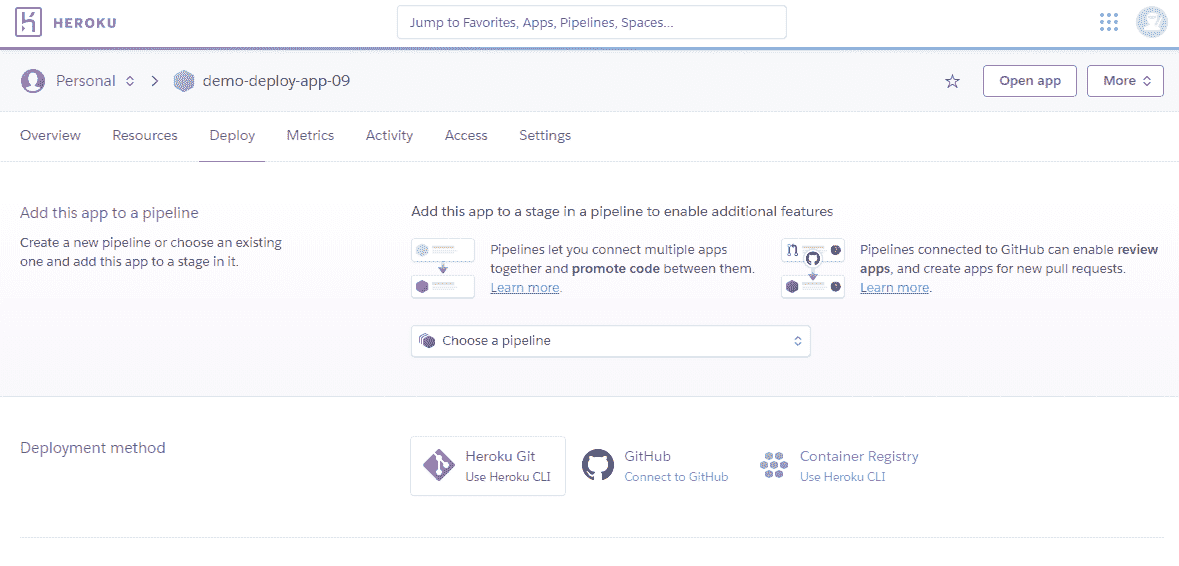 HEROKU
Jump to Favorites, Apps, Pipelines, Spaces...
Personal
demo-deploy-app-09
Open app
More
Overview
Resources
Deploy
Metrics
Activity
Access
Settings
Add this app to a pipeline
Create a new pipeline or choose an existing
one and add this app to a stage in it.
Add this app to a stage in a pipeline to enable additional features
Pipelines let you connect multiple apps
together and promote code between them.
Learn more.
Pipelines connected to GitHub can enable review
apps, and create apps for new pull requests.
Learn more.
Choose a pipeline
Deployment method
Heroku Git
Use Heroku CLI
GitHub
Connect to GitHub
Container Registry
Use Heroku CLI